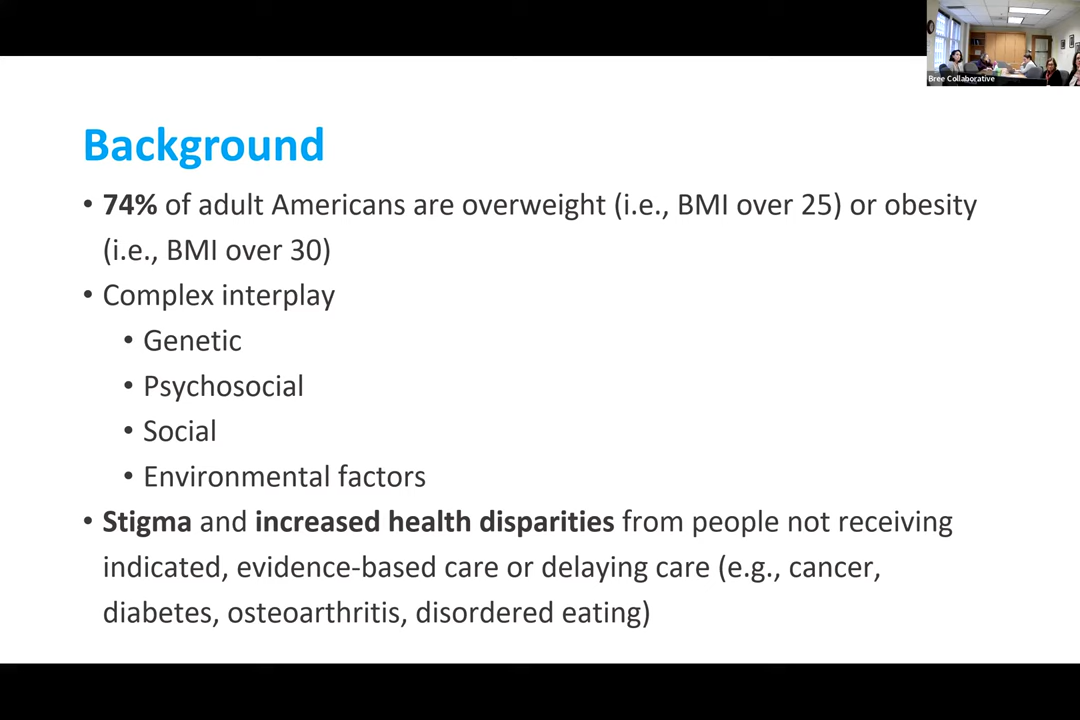 Bree Collaborative
Background
• 74% of adult Americans are overweight (i.e., BMI over 25) or obesity
(i.e., BMI over 30)
• Complex interplay
• Genetic
• Psychosocial
• Social
• Environmental factors
• Stigma and increased health disparities from people not receiving
indicated, evidence-based care or delaying care (e.g., cancer,
diabetes, osteoarthritis, disordered eating)